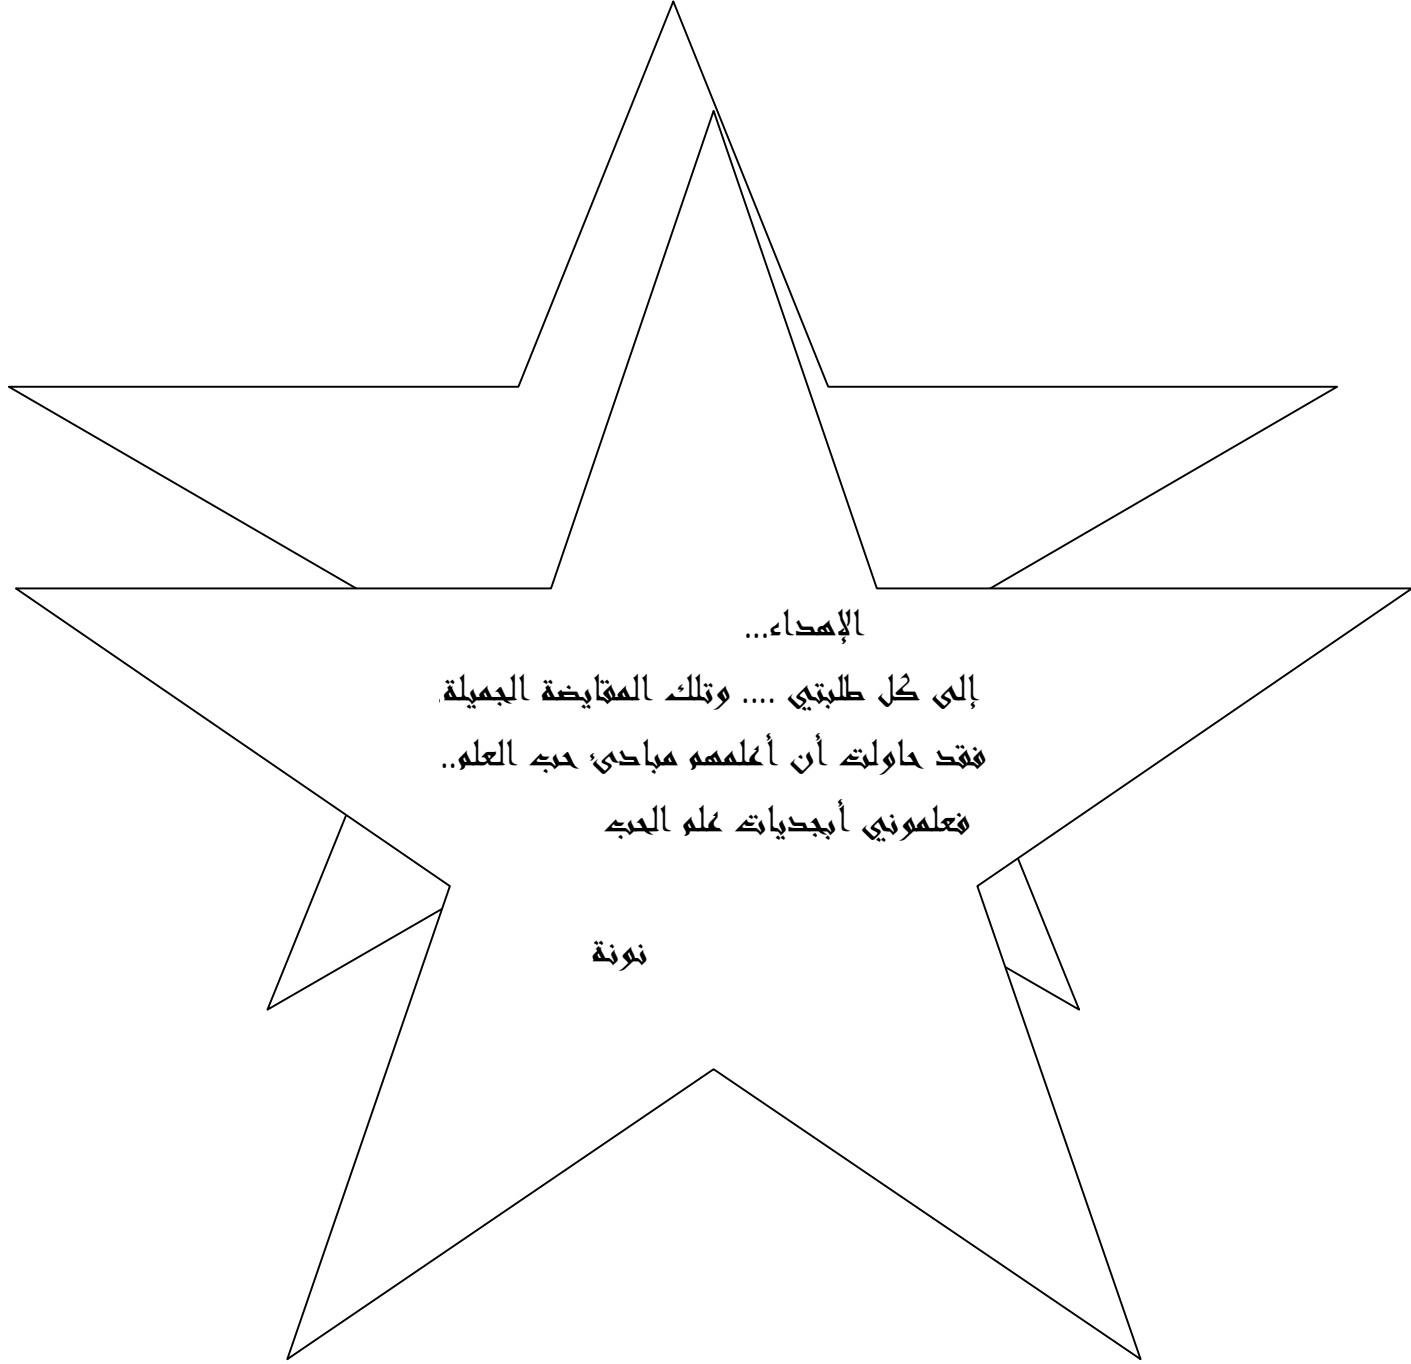 الإهداء...
إلى كل طلبتي .... وتلك المقايضة الجميلة.
فقد حاولت أن أعلمهم مبادئ حب العلم..
فعلموني أبجديات علم الحب
نونة